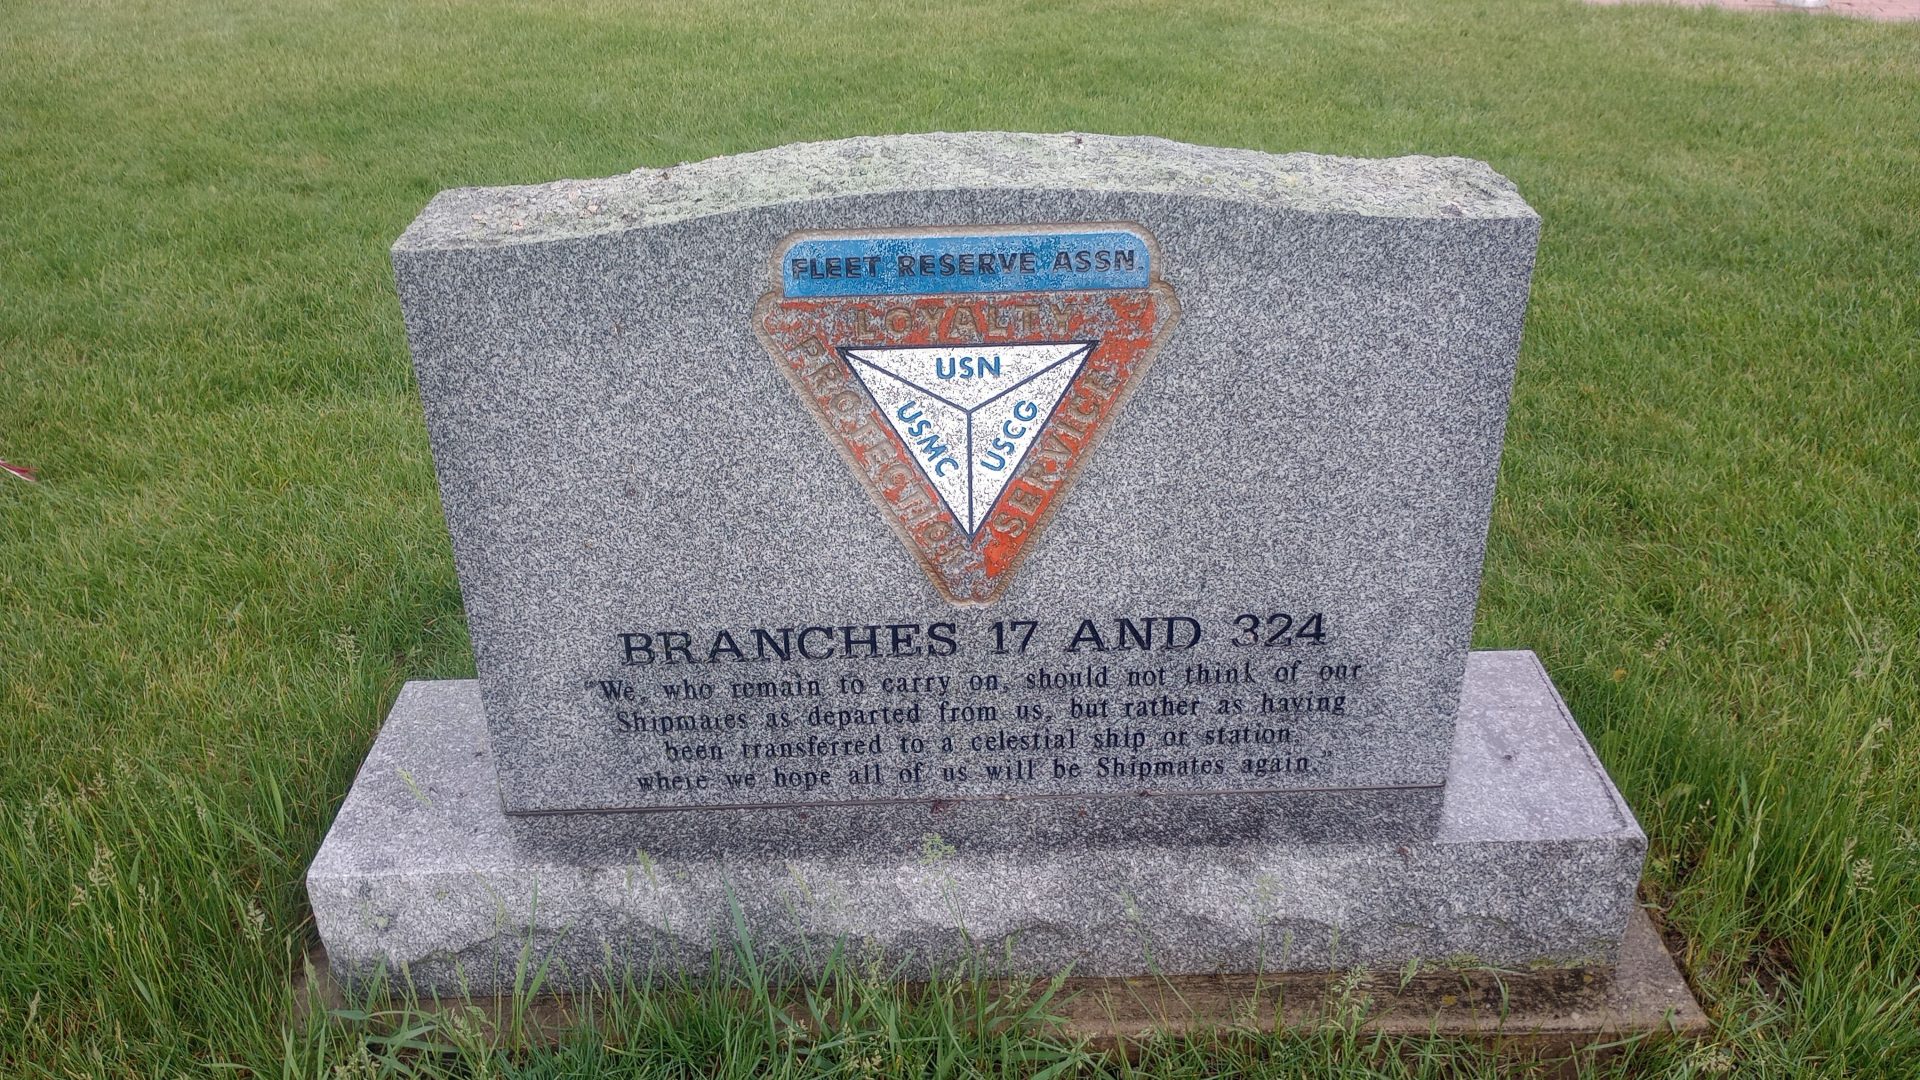 FLEET RESERVE ASSN.
LOYALTY
PROTECTION
SERVICE
USN
USMC
USCG
BRANCHES 17 AND 324
"We, who remain to carry on, should not think of our
Shipmates as departed from us, but rather as having
been transferred to a celestial ship or station
where we hope all of us will be Shipmates again."